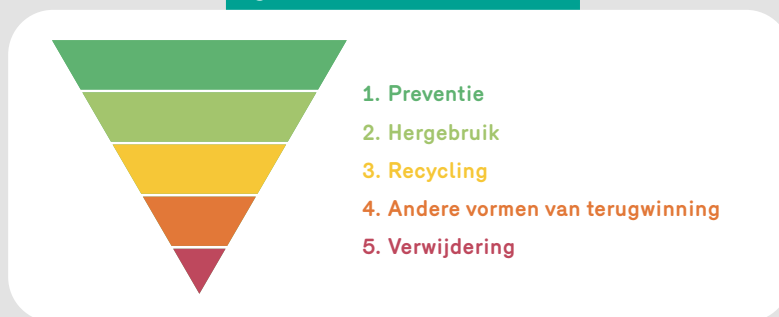 1. Preventie
2. Hergebruik
3. Recycling
4. Andere vormen van terugwinning
5. Verwijdering